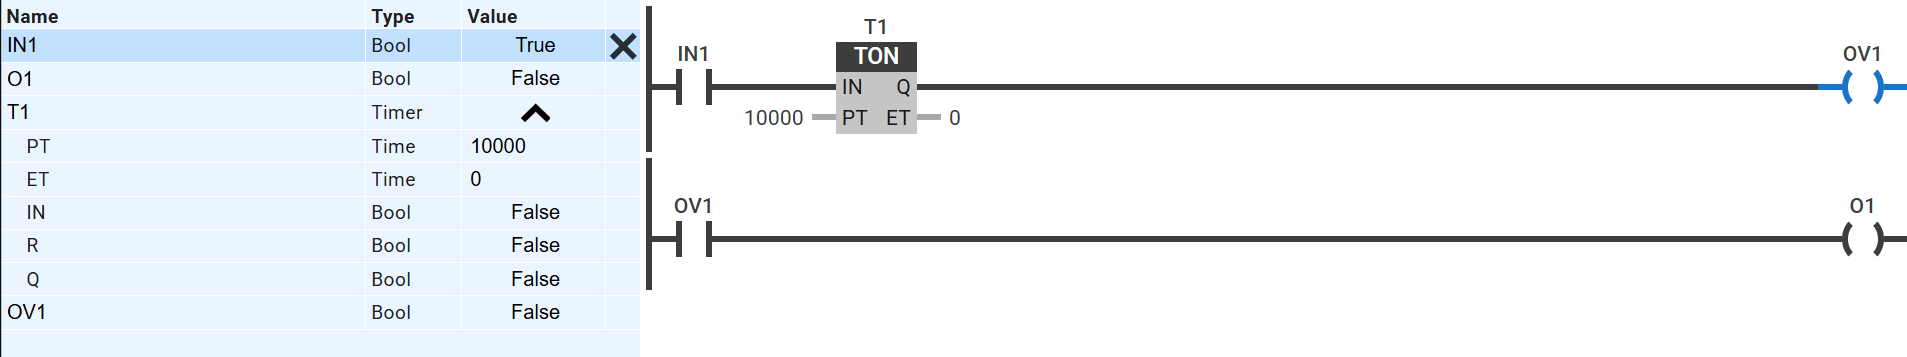 Name Type Value
IN1 Bool True
O1 Bool False
T1 Timer
PT Time 10000
ET Time 0
IN Bool False
R Bool False
Q Bool False
OV1 Bool False
T1
IN1 TON OV1
IN Q
10000 PT ET 0
OV1 O1